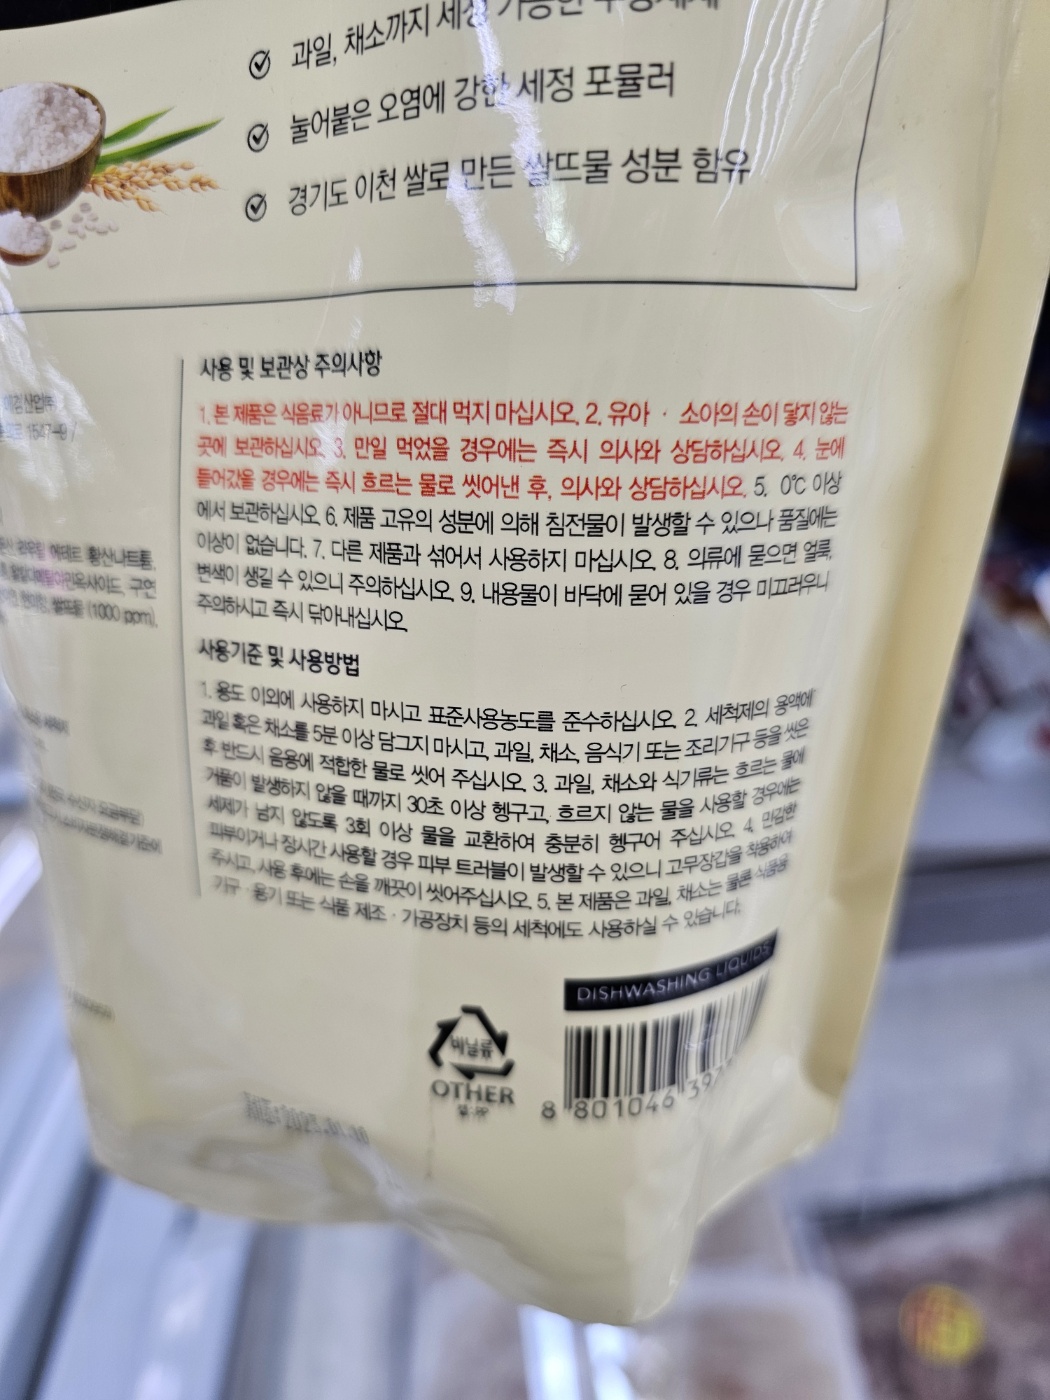 과일, 채소까지 세정 가능한 주방세제
눌어붙은 오염에 강한 세정 포뮬러
경기도 이천 쌀로 만든 쌀뜨물 성분 함유
사용 및 보관상 주의사항
1. 본 제품은 식음료가 아니므로 절대 먹지 마십시오. 2. 유아 · 소아의 손이 닿지 않는
곳에 보관하십시오. 3. 만일 먹었을 경우에는 즉시 의사와 상담하십시오. 4. 눈에
들어갔을 경우에는 즉시 흐르는 물로 씻어낸 후, 의사와 상담하십시오. 5. 0℃ 이상
에서 보관하십시오. 6. 제품 고유의 성분에 의해 침전물이 발생할 수 있으나 품질에는
이상이 없습니다. 7. 다른 제품과 섞어서 사용하지 마십시오. 8. 의류에 묻으면 얼룩,
변색이 생길 수 있으니 주의하십시오. 9. 내용물이 바닥에 묻어 있을 경우 미끄러우니
주의하시고 즉시 닦아내십시오.
에테르 황산나트륨,
옥사이드, 구연
쌀뜨물 (1000 ppm),
사용기준 및 사용방법
1. 용도 이외에 사용하지 마시고 표준사용농도를 준수하십시오. 2. 세척제의 용액에
과일 혹은 채소를 5분 이상 담그지 마시고, 과일, 채소, 음식기 또는 조리기구 등을 씻은
후 반드시 음용에 적합한 물로 씻어 주십시오. 3. 과일, 채소와 식기류는 흐르는 물에
거품이 발생하지 않을 때까지 30초 이상 헹구고, 흐르지 않는 물을 사용할 경우에는
세제가 남지 않도록 3회 이상 물을 교환하여 충분히 헹구어 주십시오. 4. 민감한
피부이거나 장시간 사용할 경우 피부 트러블이 발생할 수 있으니 고무장갑을 착용하여
주시고, 사용 후에는 손을 깨끗이 씻어주십시오. 5. 본 제품은 과일, 채소는 물론 식품용
기구 · 용기 또는 식품 제조 · 가공장치 등의 세척에도 사용하실 수 있습니다.
DISHWASHING LIQUIDS
비닐류
OTHER
8 801046 397